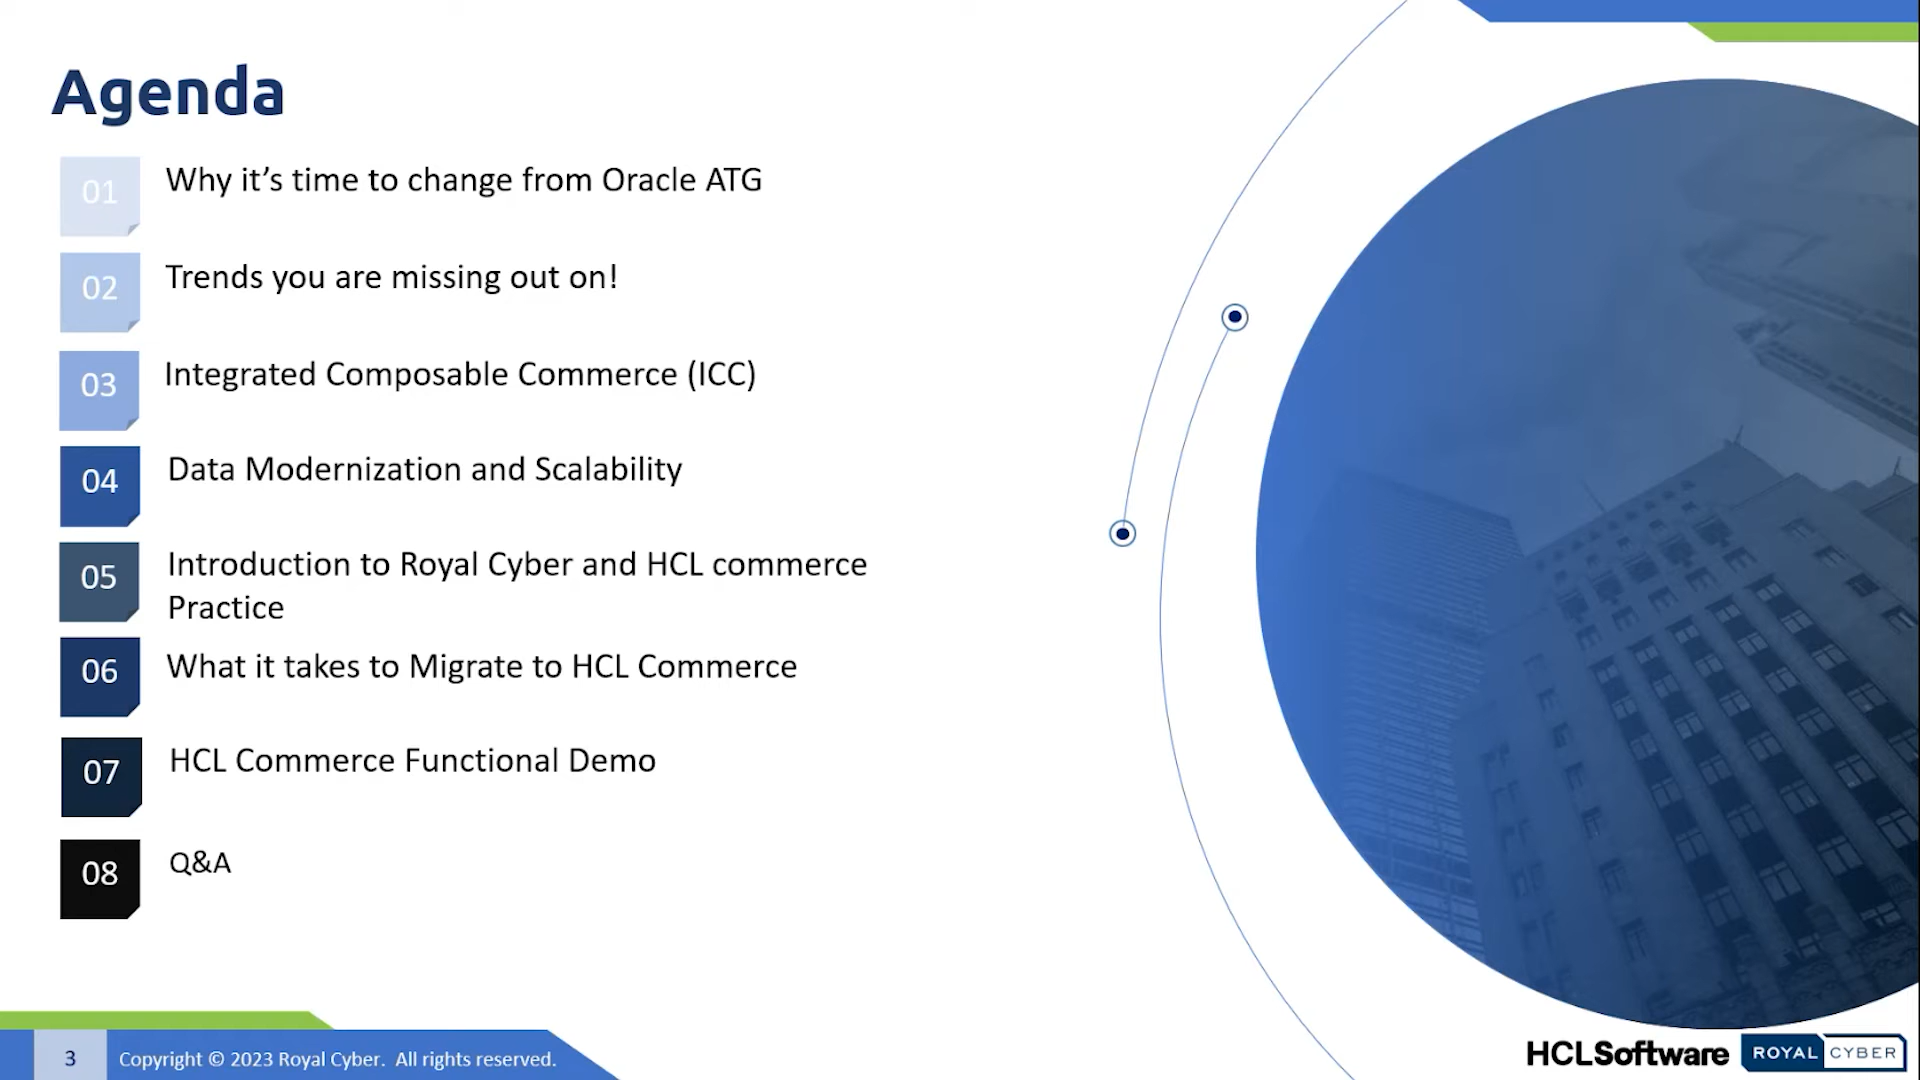 Agenda
01 Why it’s time to change from Oracle ATG
02 Trends you are missing out on!
03 Integrated Composable Commerce (ICC)
04 Data Modernization and Scalability
05 Introduction to Royal Cyber and HCL commerce
Practice
06 What it takes to Migrate to HCL Commerce
07 HCL Commerce Functional Demo
08 Q&A
3 Copyright © 2023 Royal Cyber. All rights reserved.
HCLSoftware ROYAL CYBER